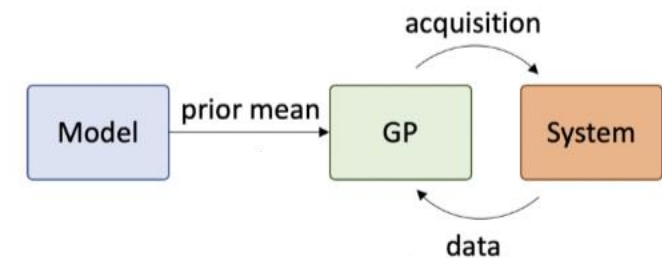 acquisition
Model
prior mean
GP
System
data